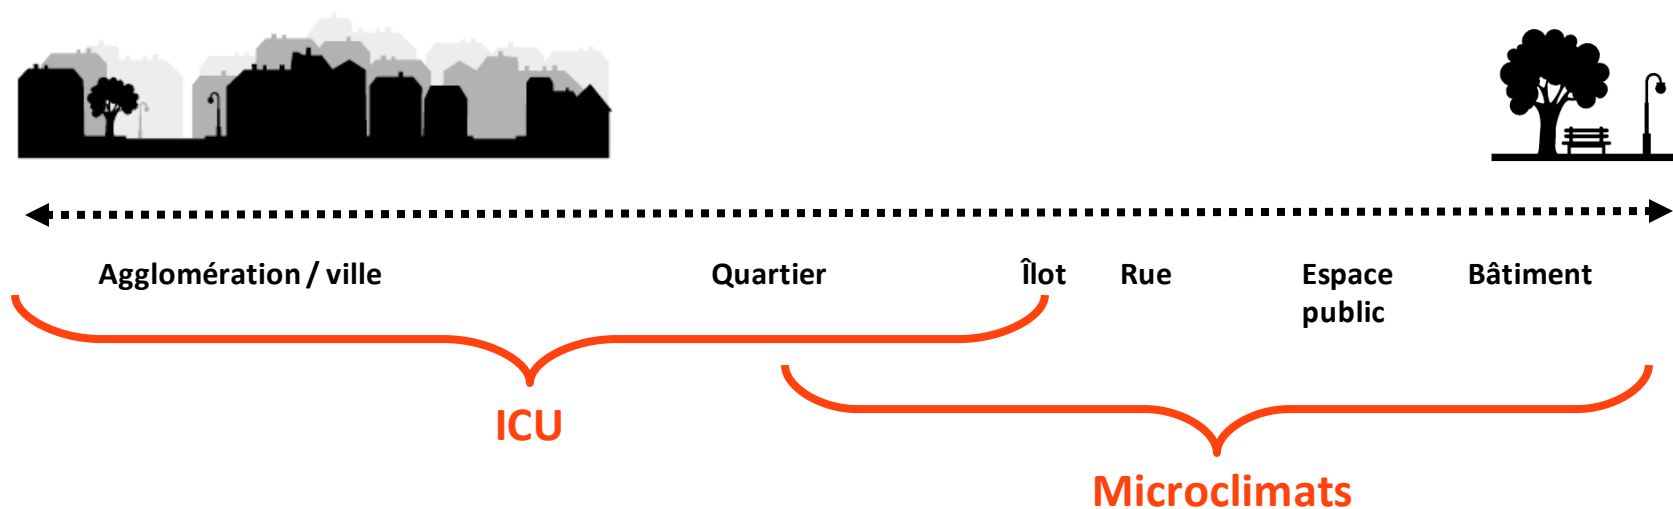 Agglomération / ville
Quartier
Îlot
Rue
Espace
public
Bâtiment
ICU
Microclimats